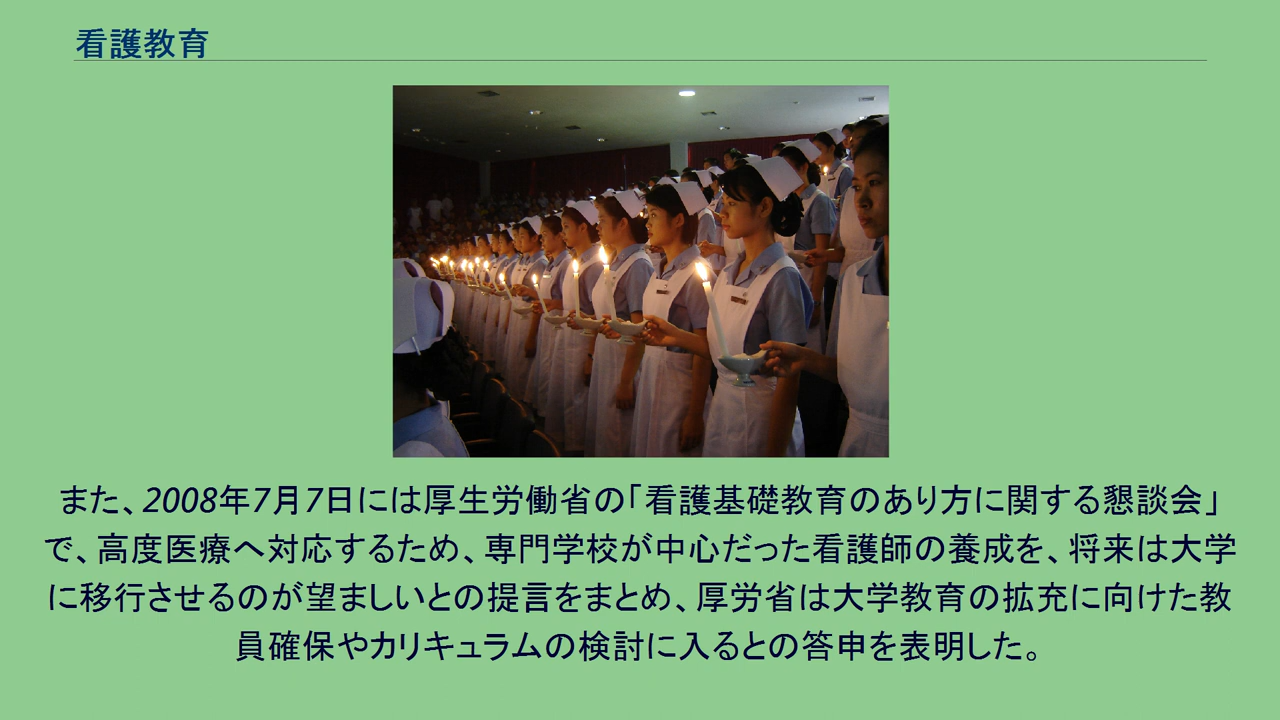 看護教育
また、2008年7月7日には厚生労働省の「看護基礎教育のあり方に関する懇談会」
で、高度医療へ対応するため、専門学校が中心だった看護師の養成を、将来は大学
に移行させるのが望ましいとの提言をまとめ、厚労省は大学教育の拡充に向けた教
員確保やカリキュラムの検討に入るとの答申を表明した。